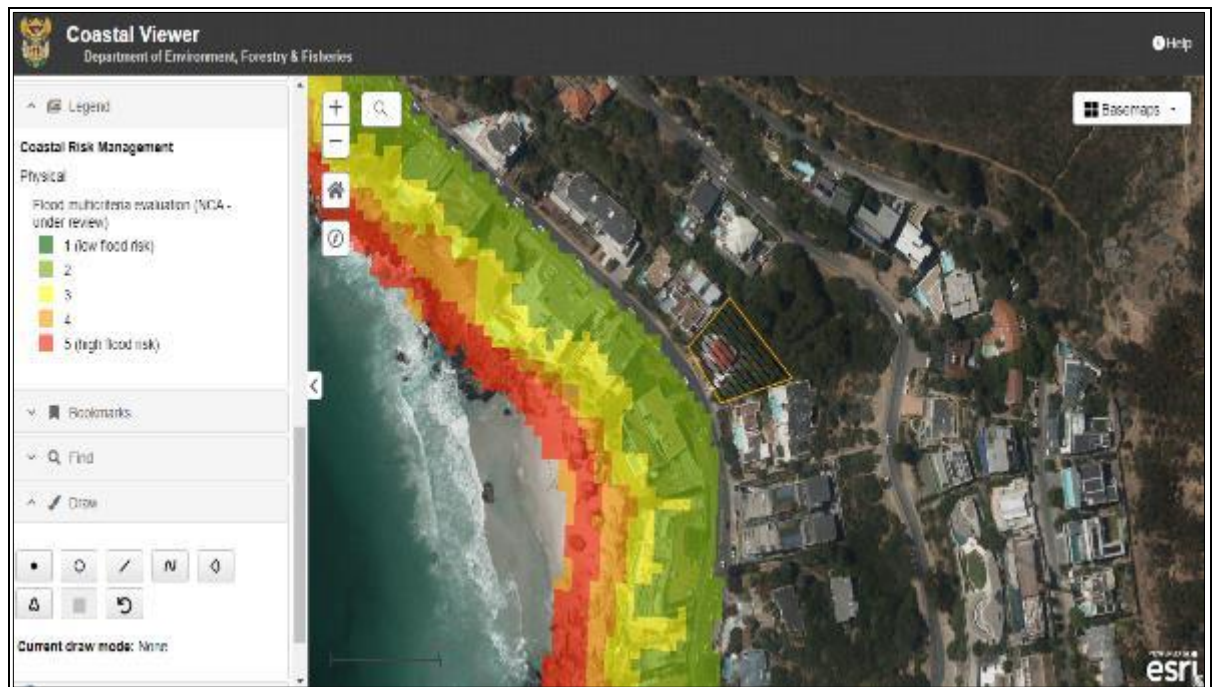 Coastal Viewer
Department of Environment, Forestry & Fisheries
Help
Legend
Coastal Risk Management
Physical
Flood multicriteria evaluation (NCA -
under review)
1 (low flood risk)
2
3
4
5 (high flood risk)
Bookmarks
Find
Draw
Current draw mode: None
Basemaps
POWERED BY
esri